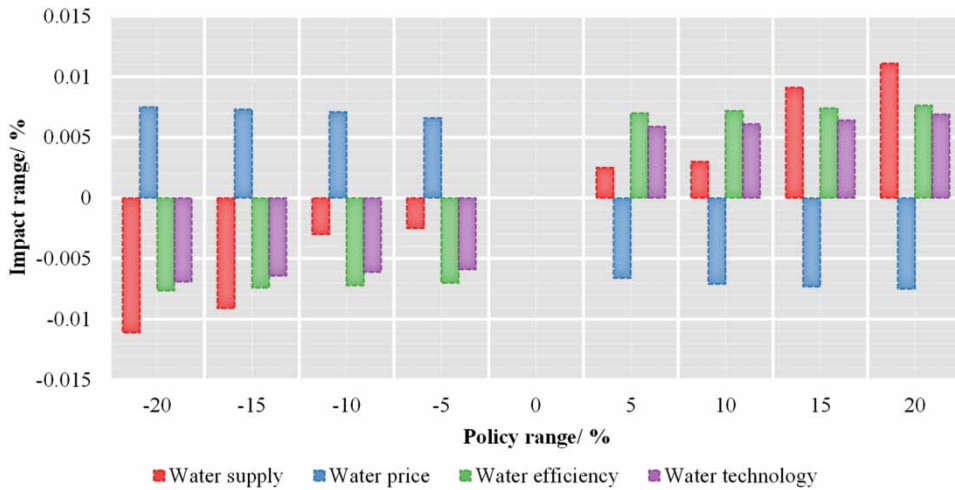 0.015
0.01
0.005
0
-0.005
-0.01
-0.015
Impact range/ %
-20 -15 -10 -5 0 5 10 15 20
Policy range/ %
Water supply Water price Water efficiency Water technology